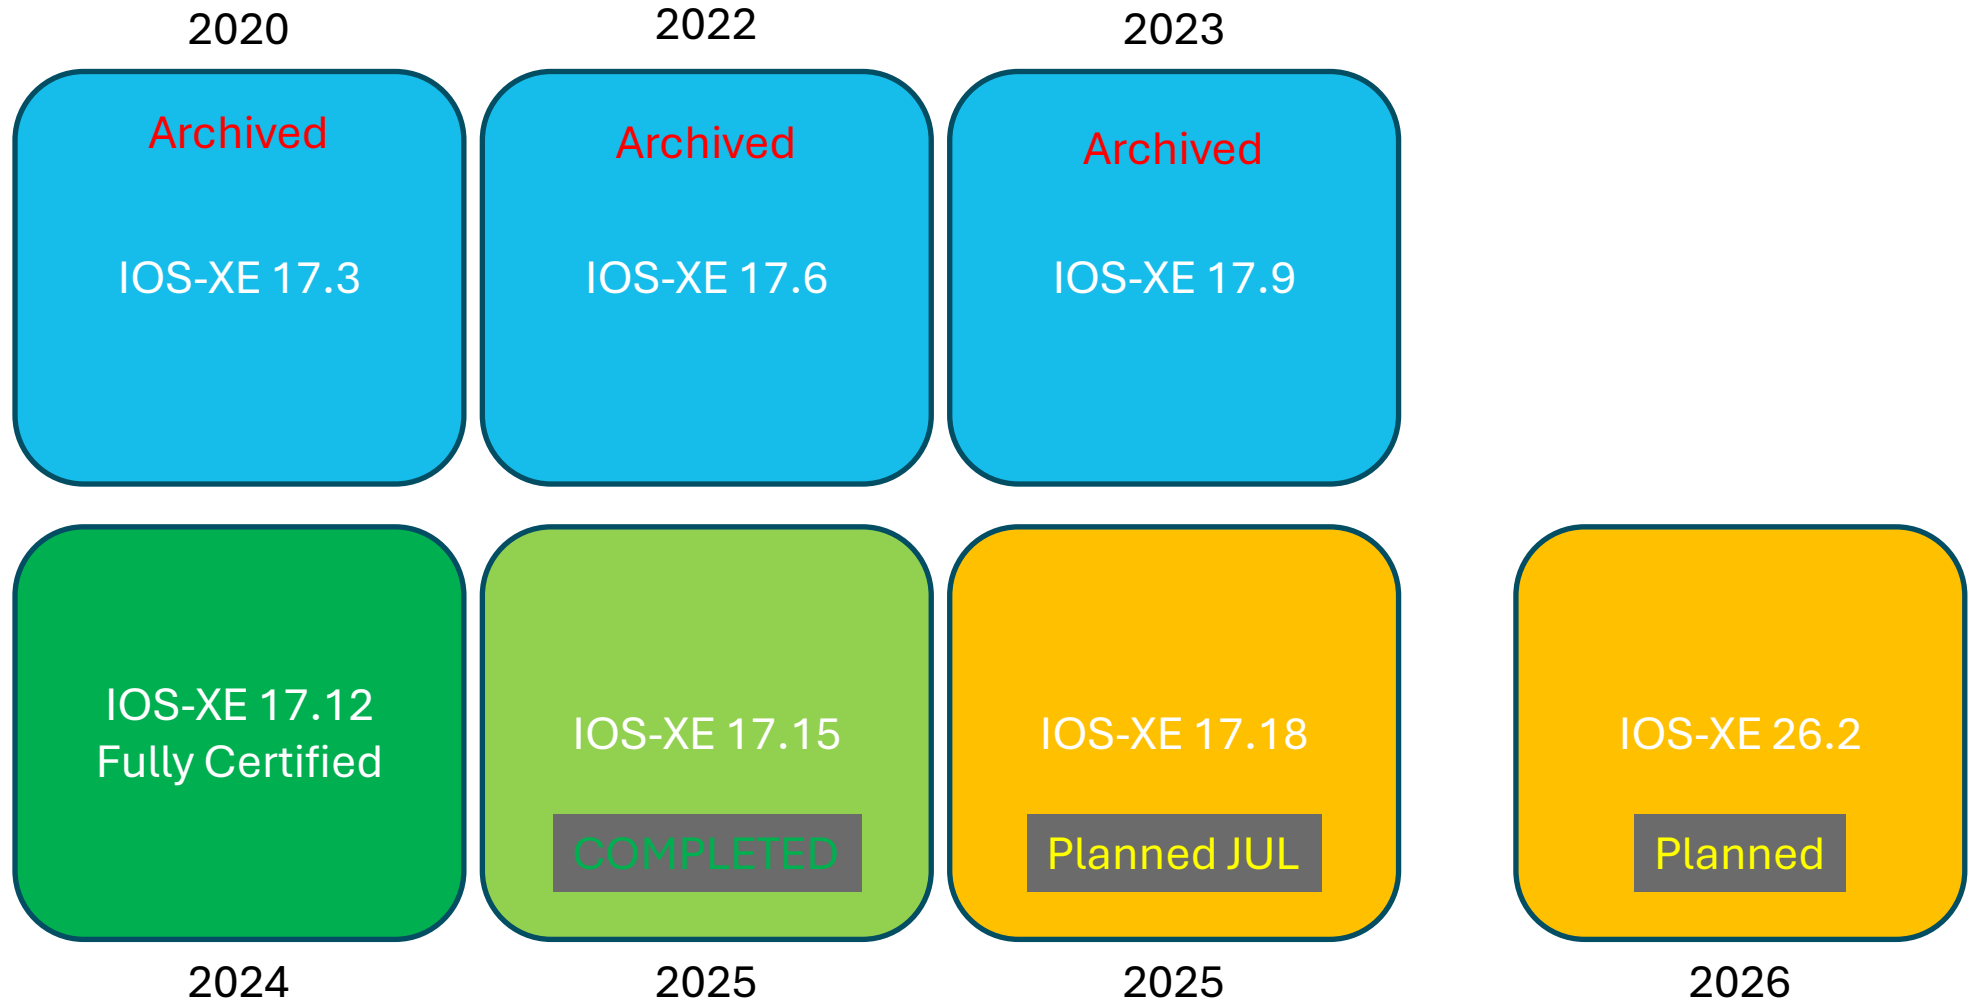 2020
2022
2023
Archived
Archived
Archived
IOS-XE 17.3
IOS-XE 17.6
IOS-XE 17.9
IOS-XE 17.12
Fully Certified
IOS-XE 17.15
IOS-XE 17.18
IOS-XE 26.2
COMPLETED
Planned JUL
Planned
2024
2025
2025
2026